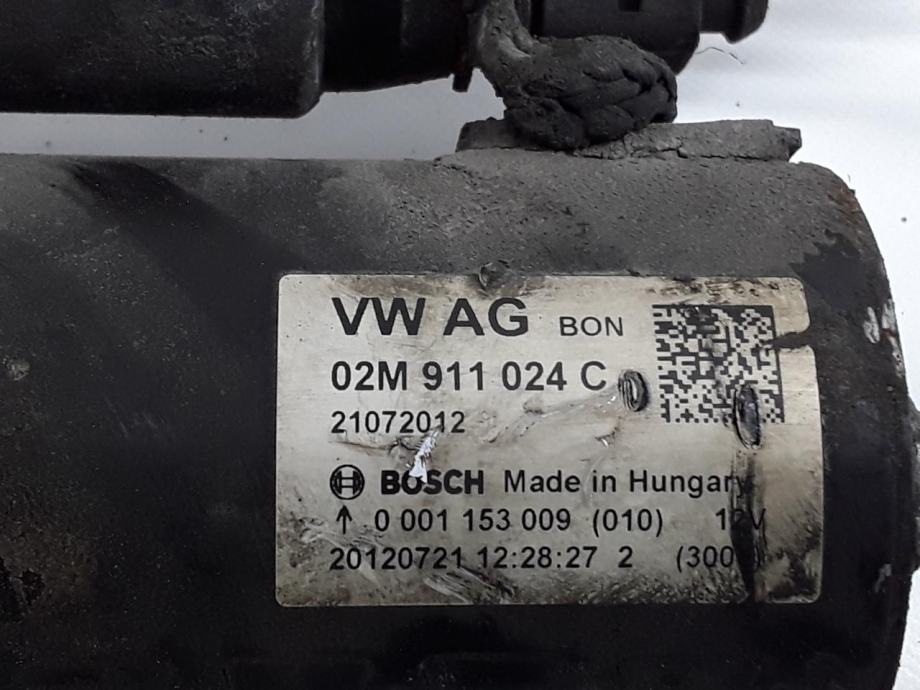 VW AG BON
02M 911 024 C
21072012
BOSCH Made in Hungary
↑ 0 001 153 009 (010) 12V
20120721 12:28:27 2